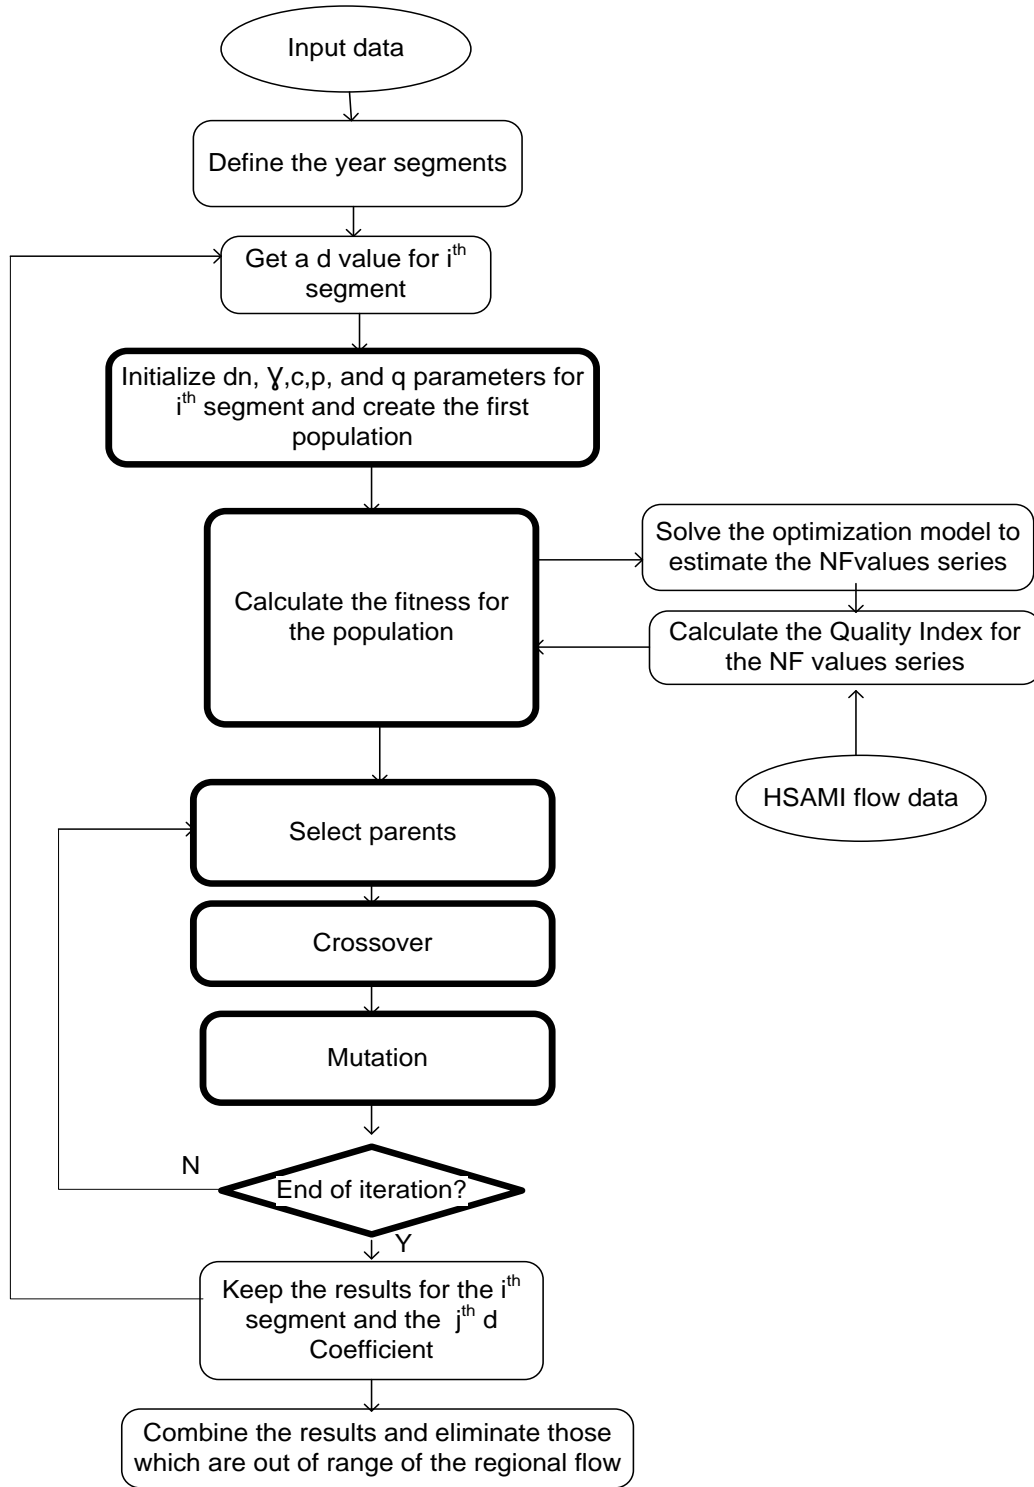 Input data
Define the year segments
Get a d value for iᵗʰ
segment
Initialize dn, Ɣ,c,p, and q parameters for
iᵗʰ segment and create the first
population
Calculate the fitness for
the population
Solve the optimization model to
estimate the NFvalues series
Calculate the Quality Index for
the NF values series
HSAMI flow data
Select parents
Crossover
Mutation
N
End of iteration?
Y
Keep the results for the iᵗʰ
segment and the jᵗʰ d
Coefficient
Combine the results and eliminate those
which are out of range of the regional flow